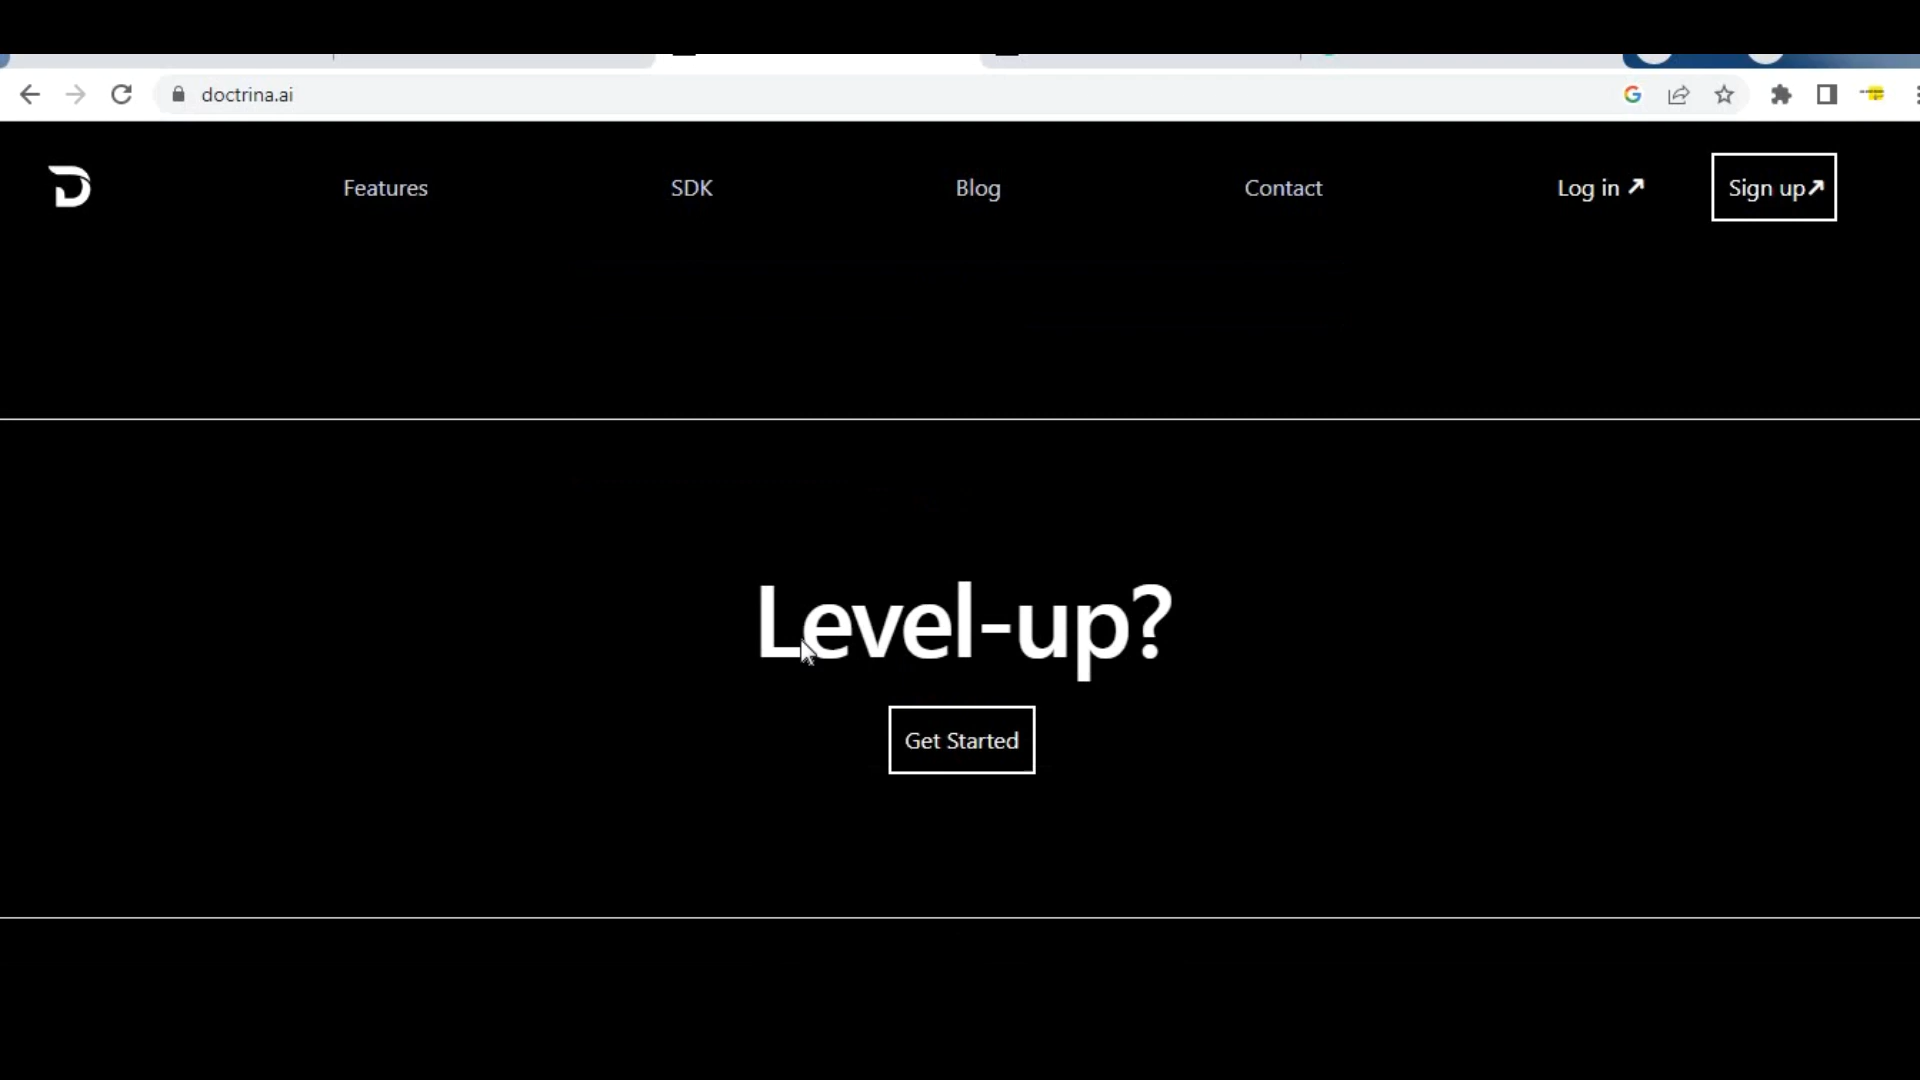 doctrina.ai
Features SDK Blog Contact Log in Sign up
Level-up?
Get Started